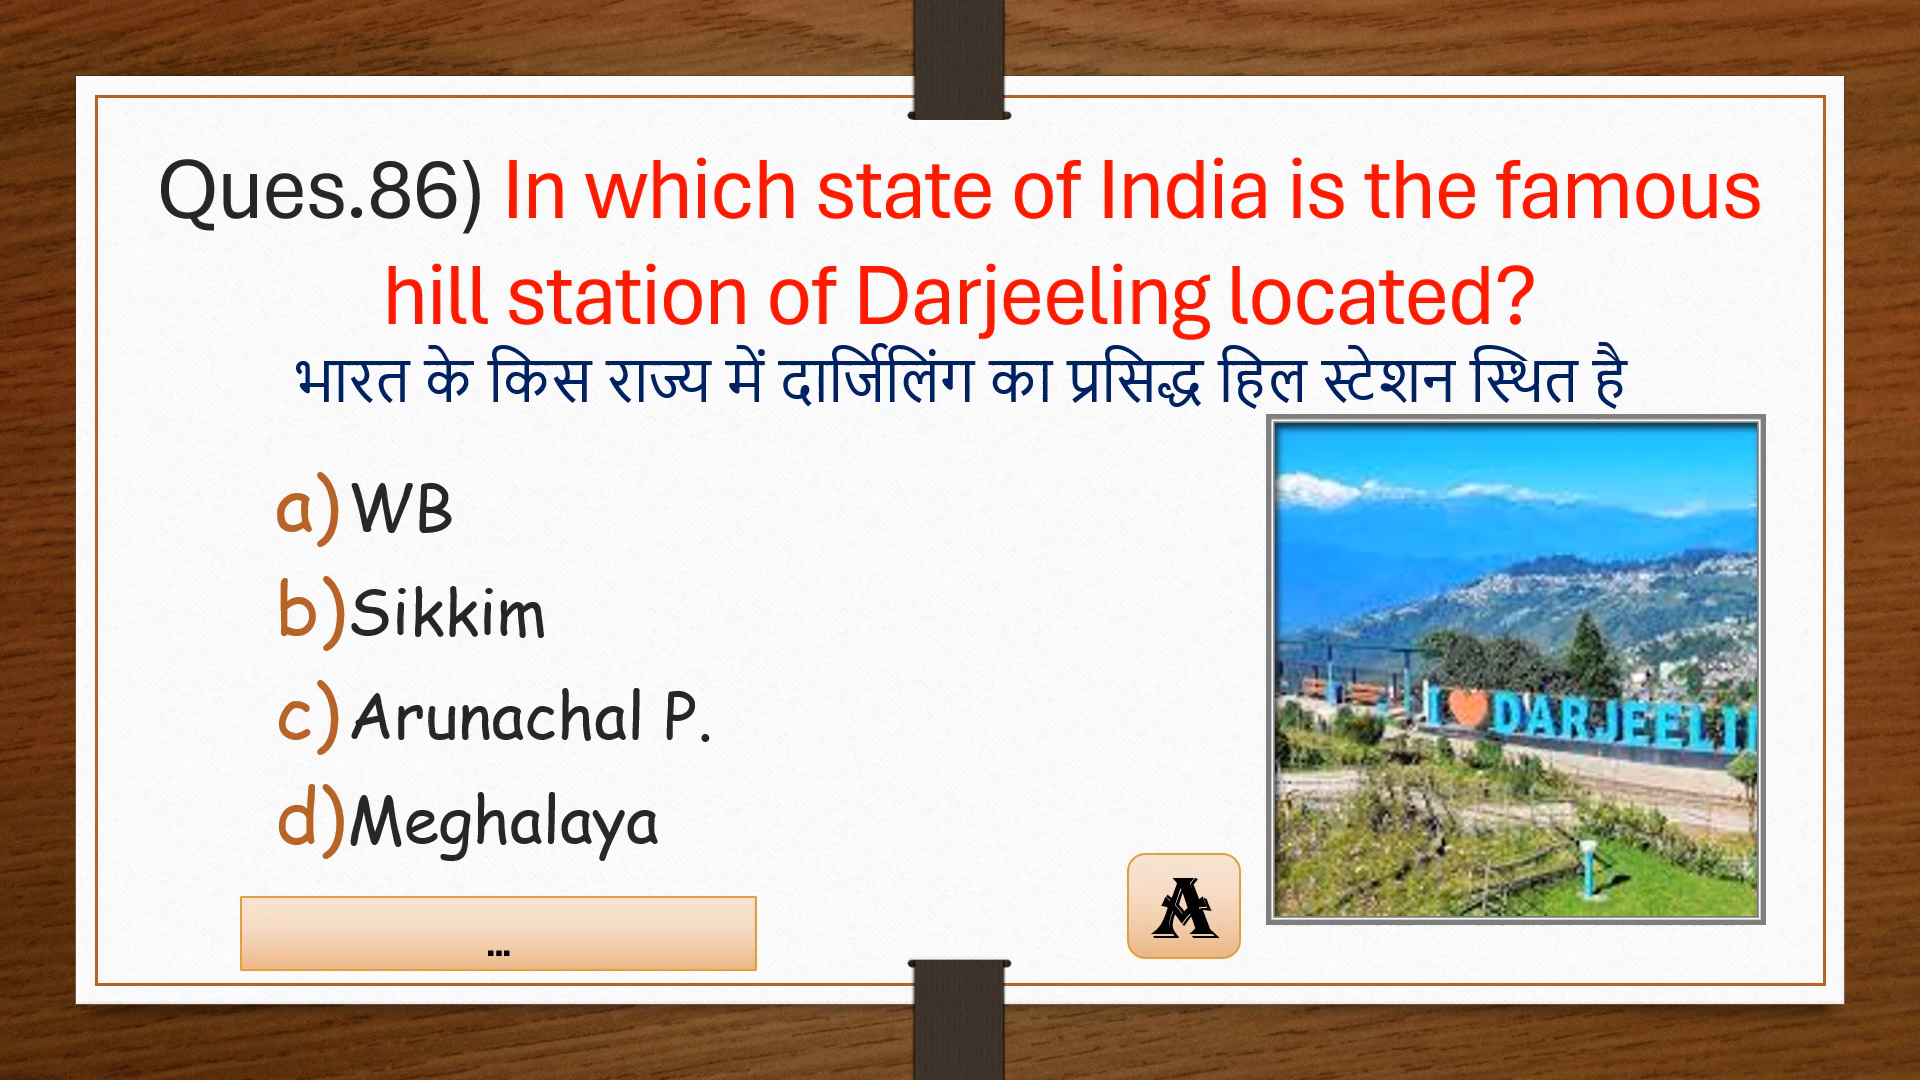 Ques.86) In which state of India is the famous
hill station of Darjeeling located?
भारत के किस राज्य में दार्जिलिंग का प्रसिद्ध हिल स्टेशन स्थित है
a) WB
b) Sikkim
c) Arunachal P.
d) Meghalaya
I ❤ DARJEELI
...
A